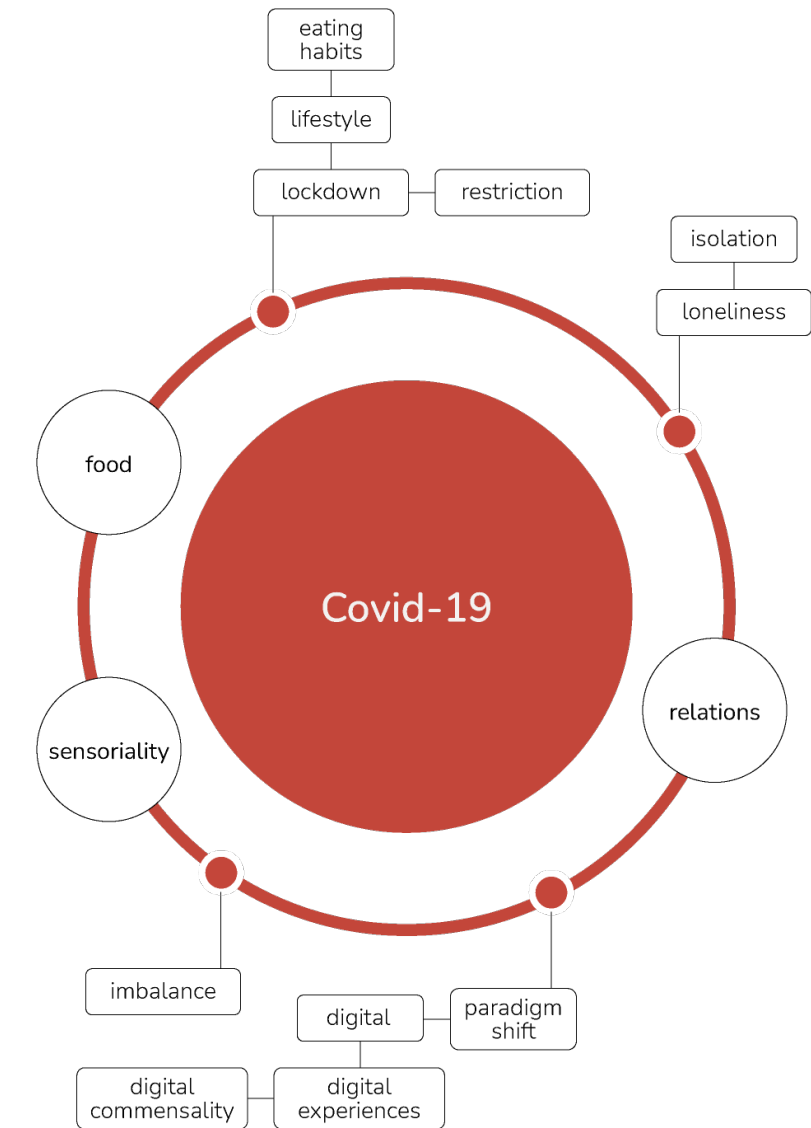 eating
habits
lifestyle
lockdown
restriction
isolation
loneliness
food
Covid-19
relations
sensoriality
imbalance
digital
paradigm
shift
digital
commensality
digital
experiences